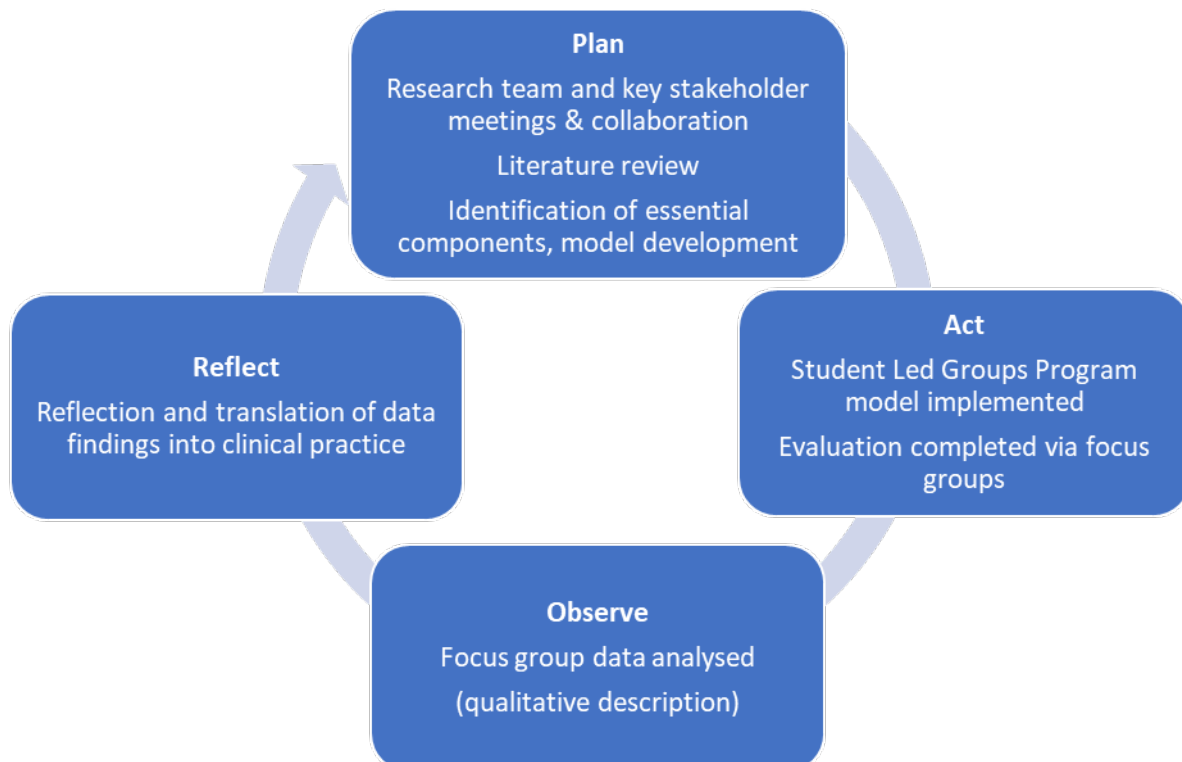 Plan
Research team and key stakeholder
meetings & collaboration
Literature review
Identification of essential
components, model development
Act
Student Led Groups Program
model implemented
Evaluation completed via focus
groups
Observe
Focus group data analysed
(qualitative description)
Reflect
Reflection and translation of data
findings into clinical practice